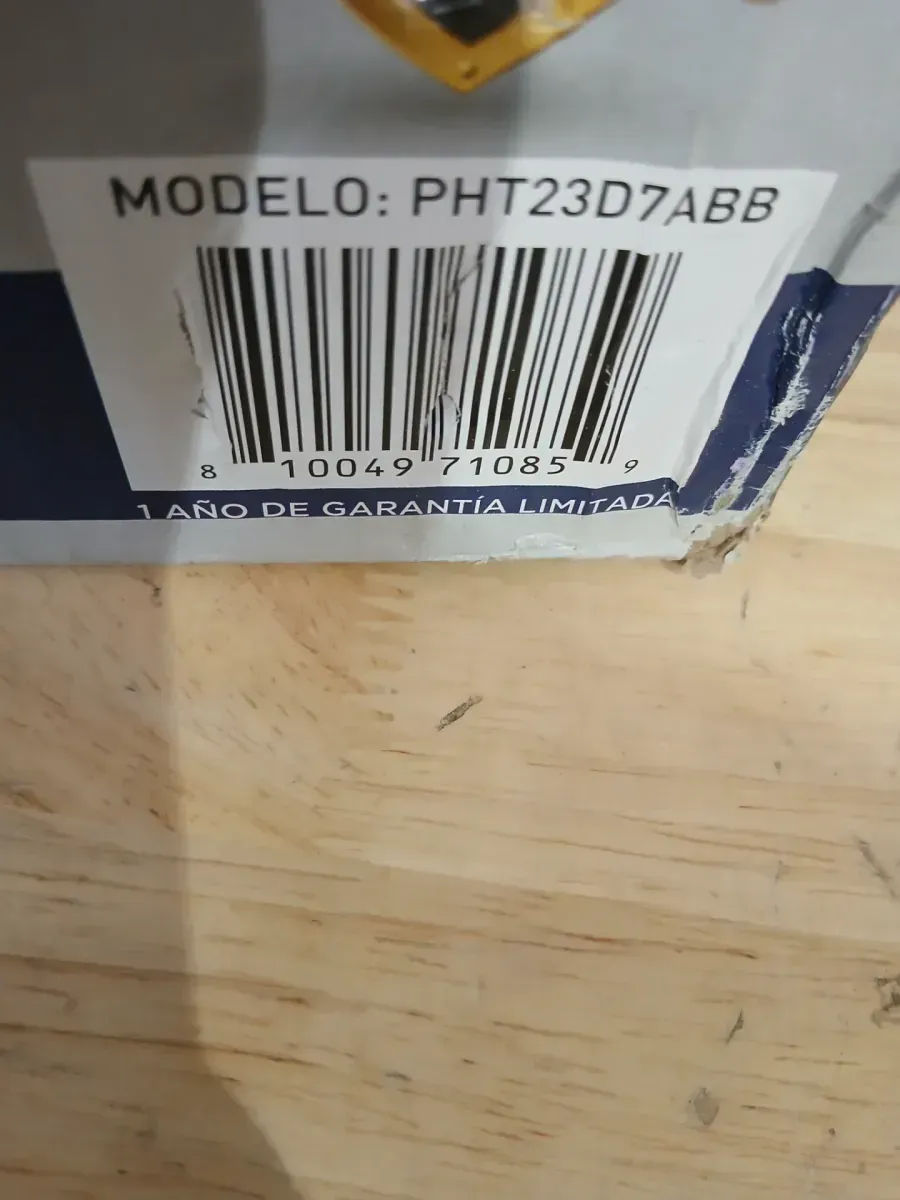 MODELO: PHT23D7ABB
8 10049 71085 9
1 AÑO DE GARANTÍA LIMITADA